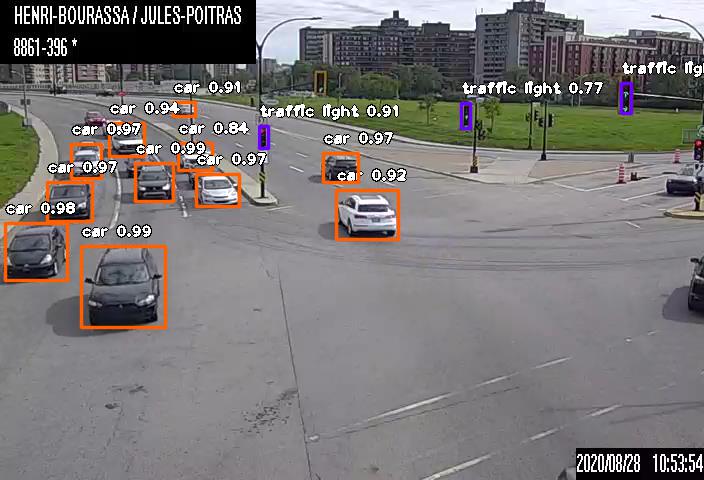 HENRI-BOURASSA / JULES-POITRAS
8861-396 *
traffic light
traffic light 0.77
car 0.91
car 0.94
traffic light 0.91
car 0.97
car 0.84
car 0.97
car 0.99
car 0.97
car 0.97
car 0.92
car 0.98
car 0.99
2020/08/28 10:53:54